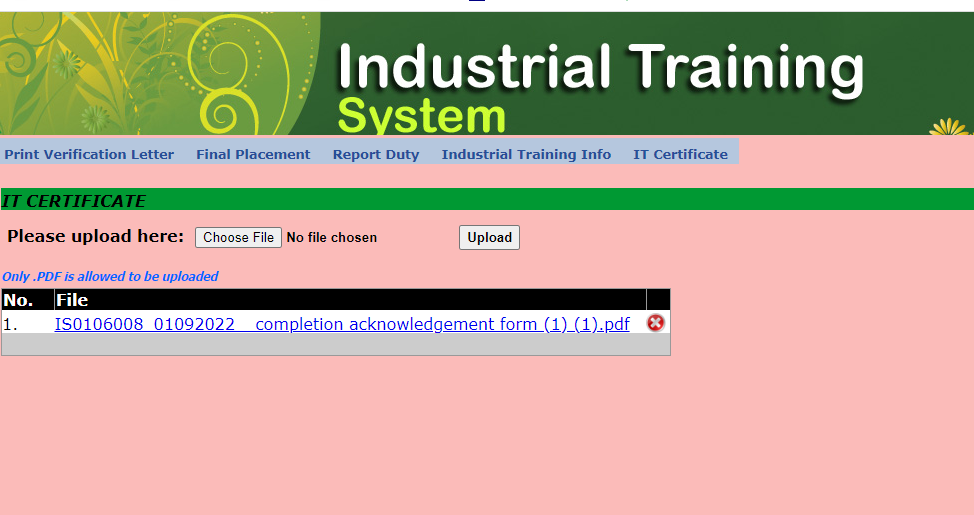 Industrial Training
System
Print Verification Letter Final Placement Report Duty Industrial Training Info IT Certificate
IT CERTIFICATE
Please upload here: Choose File No file chosen Upload
Only .PDF is allowed to be uploaded
No. File
1. IS0106008_01092022__completion acknowledgement form (1) (1).pdf